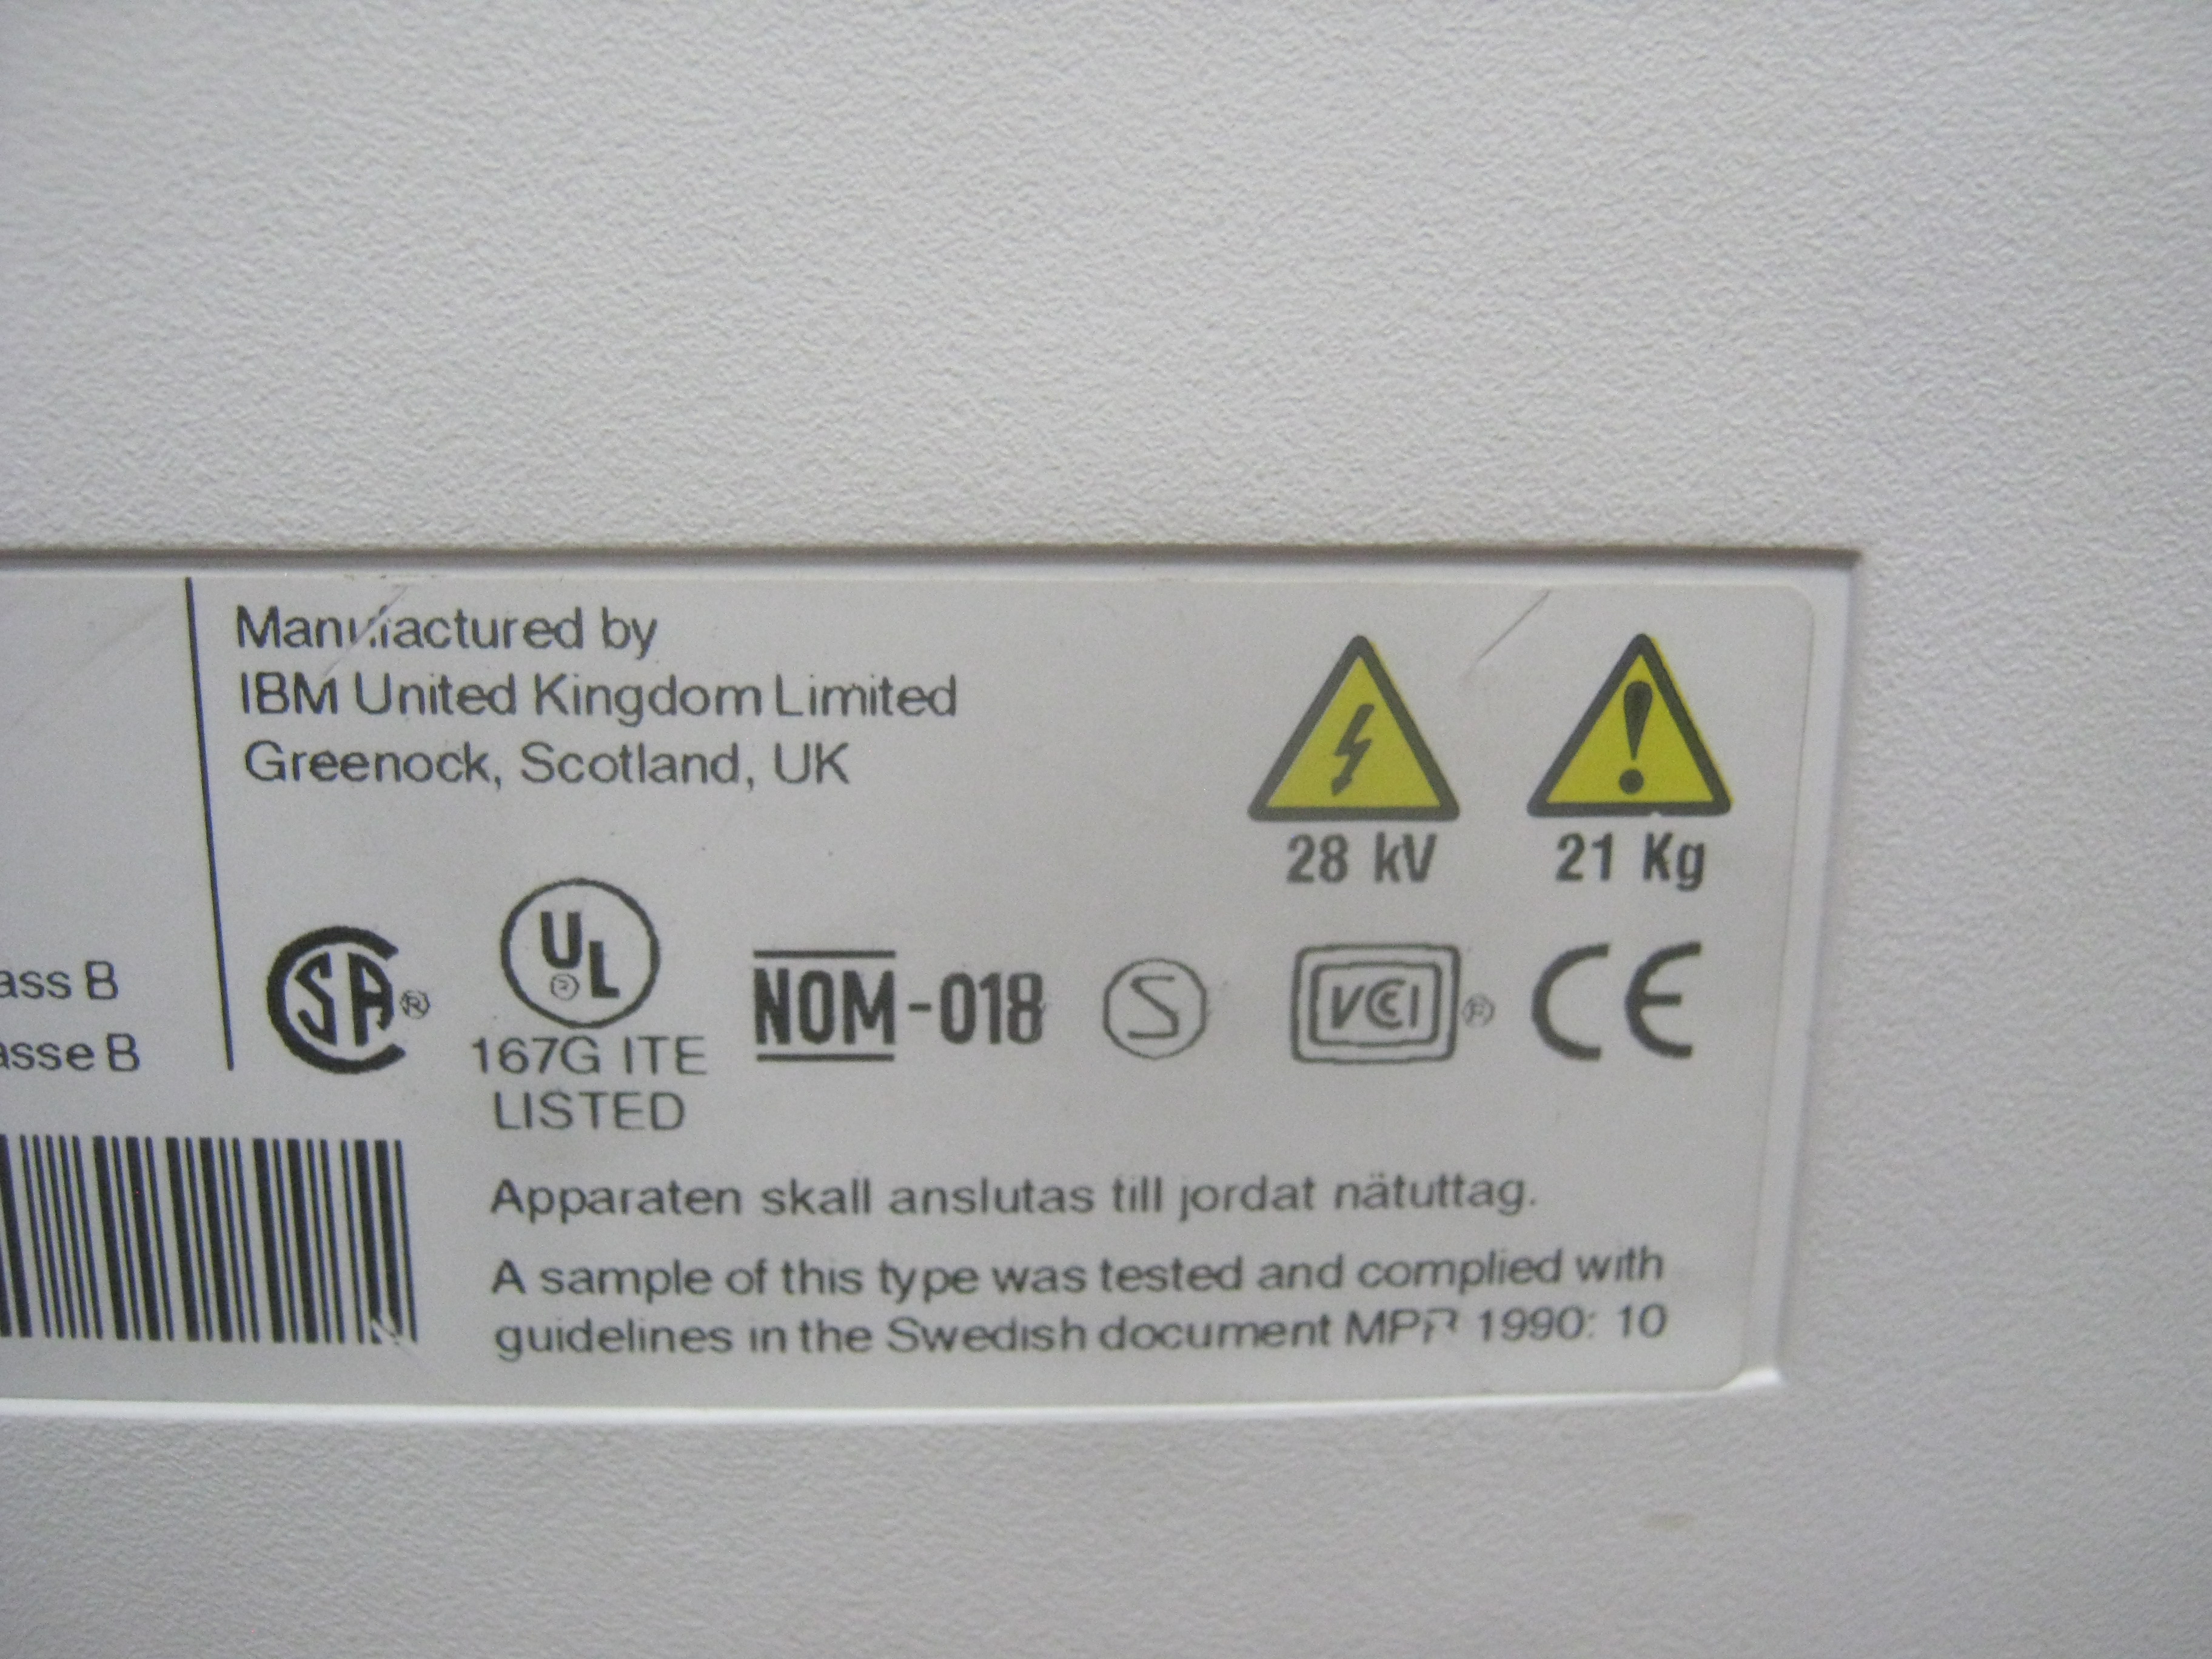 Manufactured by
IBM United Kingdom Limited
Greenock, Scotland, UK
28 kV
21 Kg
ass B
asse B
SA ®
UL ®
167G ITE
LISTED
NOM-018
S
VCCI ®
CE
Apparaten skall anslutas till jordat nätuttag.
A sample of this type was tested and complied with
guidelines in the Swedish document MPR 1990: 10